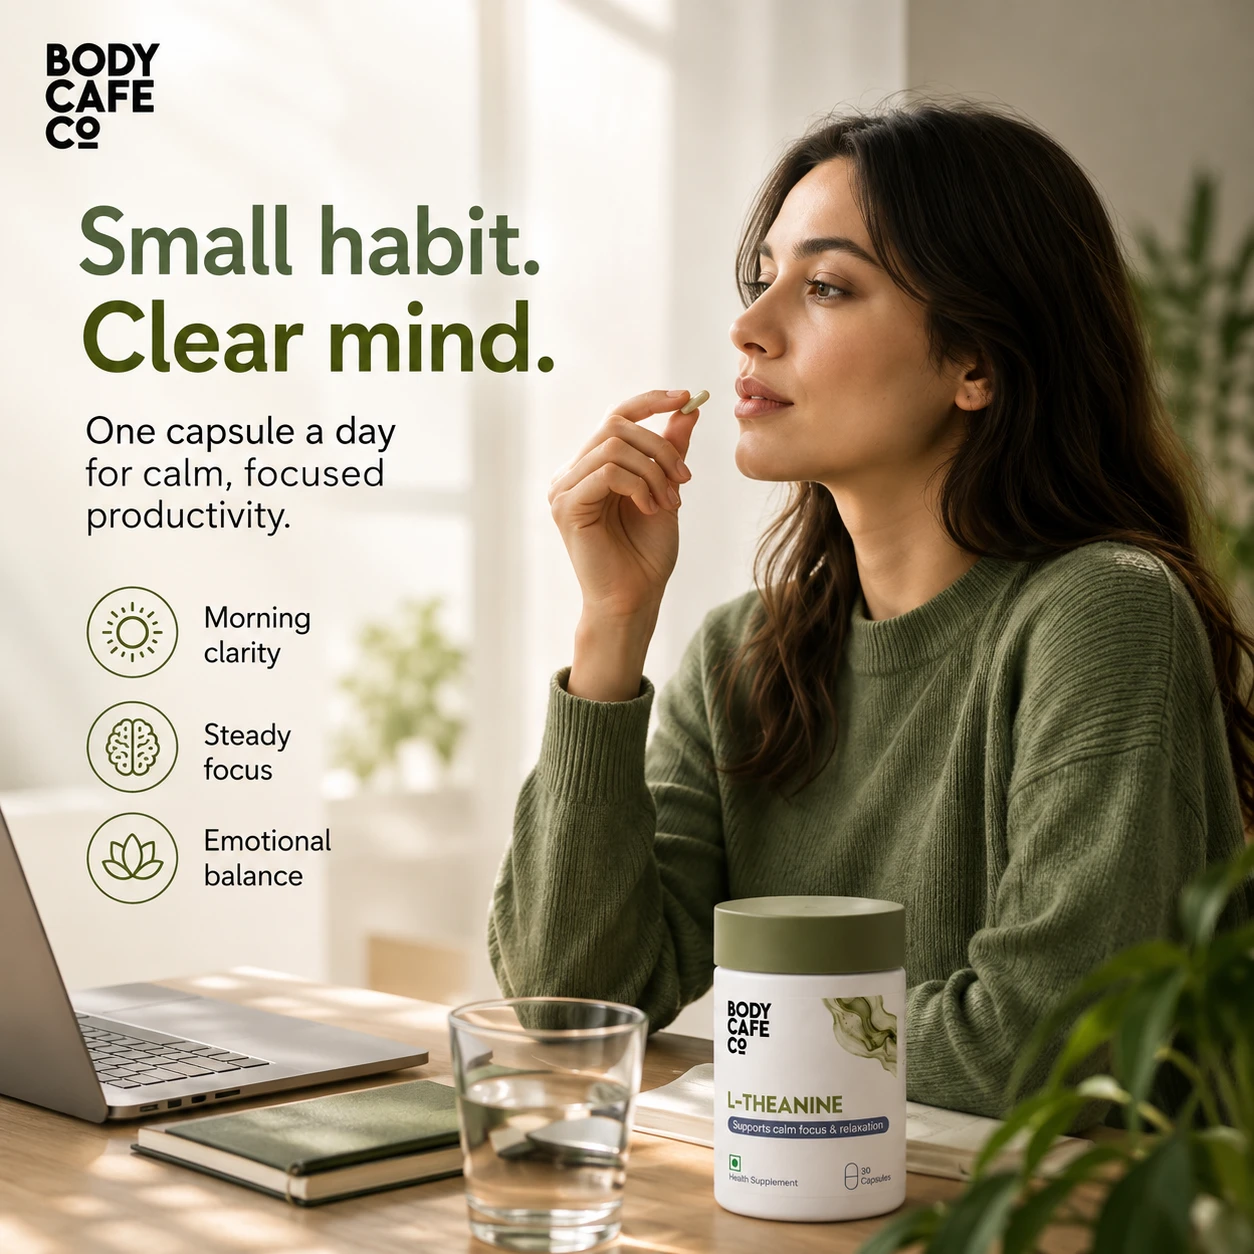 BODY
CAFE
Co
Small habit.
Clear mind.
One capsule a day
for calm, focused
productivity.
Morning
clarity
Steady
focus
Emotional
balance
BODY
CAFE
Co
L-THEANINE
Supports calm focus & relaxation
Health Supplement
30
Capsules